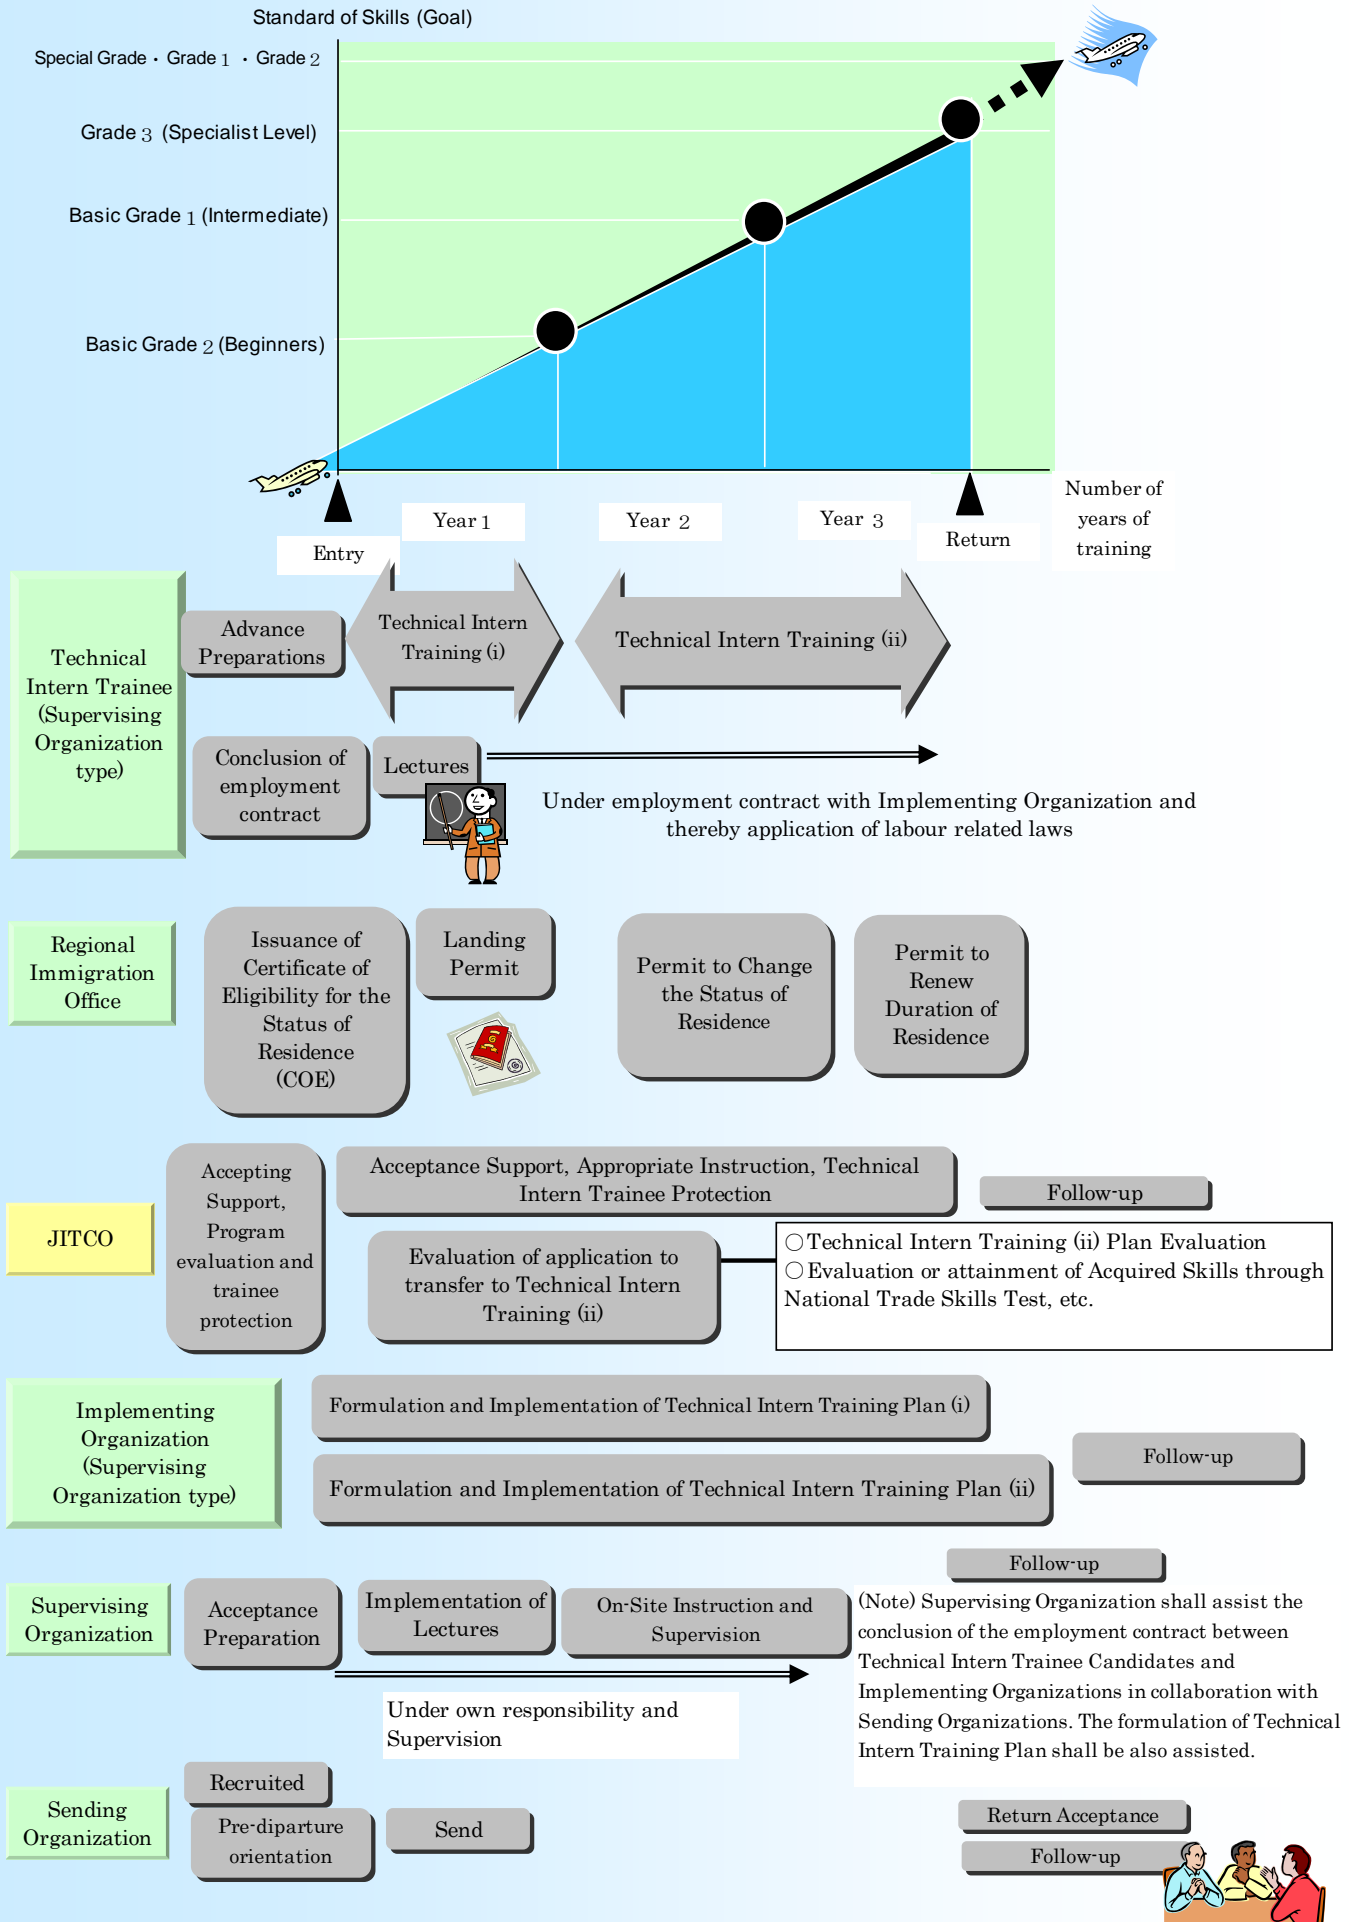 Standard of Skills (Goal)
Special Grade・Grade 1 ・Grade 2
Grade 3 (Specialist Level)
Basic Grade 1 (Intermediate)
Basic Grade 2 (Beginners)
Number of
years of
training
Year 1
Year 2
Year 3
Entry
Return
Technical
Intern Trainee
(Supervising
Organization
type)
Advance
Preparations
Technical Intern
Training (i)
Technical Intern Training (ii)
Conclusion of
employment
contract
Lectures
Under employment contract with Implementing Organization and
thereby application of labour related laws
Regional
Immigration
Office
Issuance of
Certificate of
Eligibility for the
Status of
Residence
(COE)
Landing
Permit
Permit to Change
the Status of
Residence
Permit to
Renew
Duration of
Residence
JITCO
Accepting
Support,
Program
evaluation and
trainee
protection
Acceptance Support, Appropriate Instruction, Technical
Intern Trainee Protection
Follow-up
Evaluation of application to
transfer to Technical Intern
Training (ii)
○Technical Intern Training (ii) Plan Evaluation
○Evaluation or attainment of Acquired Skills through
National Trade Skills Test, etc.
Implementing
Organization
(Supervising
Organization type)
Formulation and Implementation of Technical Intern Training Plan (i)
Formulation and Implementation of Technical Intern Training Plan (ii)
Follow-up
Supervising
Organization
Acceptance
Preparation
Implementation of
Lectures
On-Site Instruction and
Supervision
Under own responsibility and
Supervision
Follow-up
(Note) Supervising Organization shall assist the
conclusion of the employment contract between
Technical Intern Trainee Candidates and
Implementing Organizations in collaboration with
Sending Organizations. The formulation of Technical
Intern Training Plan shall be also assisted.
Sending
Organization
Recruited
Pre-diparture
orientation
Send
Return Acceptance
Follow-up